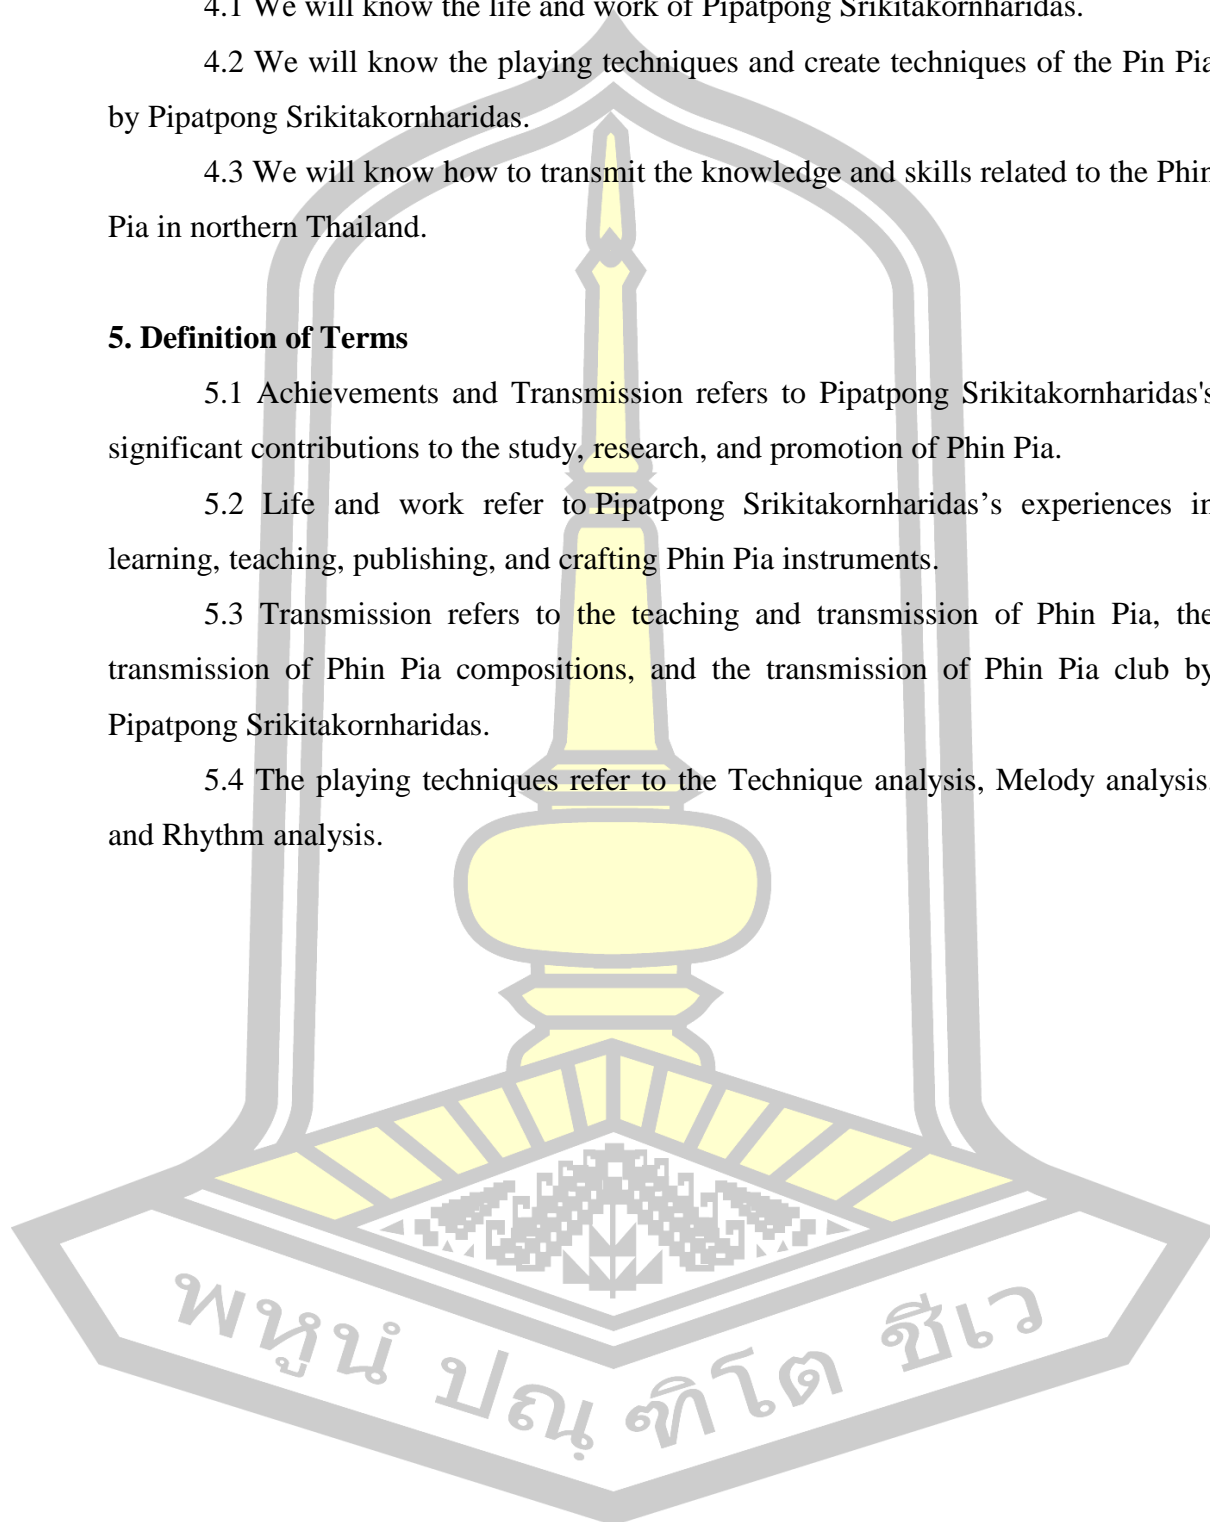 4.1 We will know the life and work of Pipatpong Srikitakornharidas.
4.2 We will know the playing techniques and create techniques of the Pin Pia
by Pipatpong Srikitakornharidas.
4.3 We will know how to transmit the knowledge and skills related to the Phin
Pia in northern Thailand.
5. Definition of Terms
5.1 Achievements and Transmission refers to Pipatpong Srikitakornharidas's
significant contributions to the study, research, and promotion of Phin Pia.
5.2 Life and work refer to Pipatpong Srikitakornharidas’s experiences in
learning, teaching, publishing, and crafting Phin Pia instruments.
5.3 Transmission refers to the teaching and transmission of Phin Pia, the
transmission of Phin Pia compositions, and the transmission of Phin Pia club by
Pipatpong Srikitakornharidas.
5.4 The playing techniques refer to the Technique analysis, Melody analysis,
and Rhythm analysis.
พหูนํ ปณฺฑิโต ชีเว